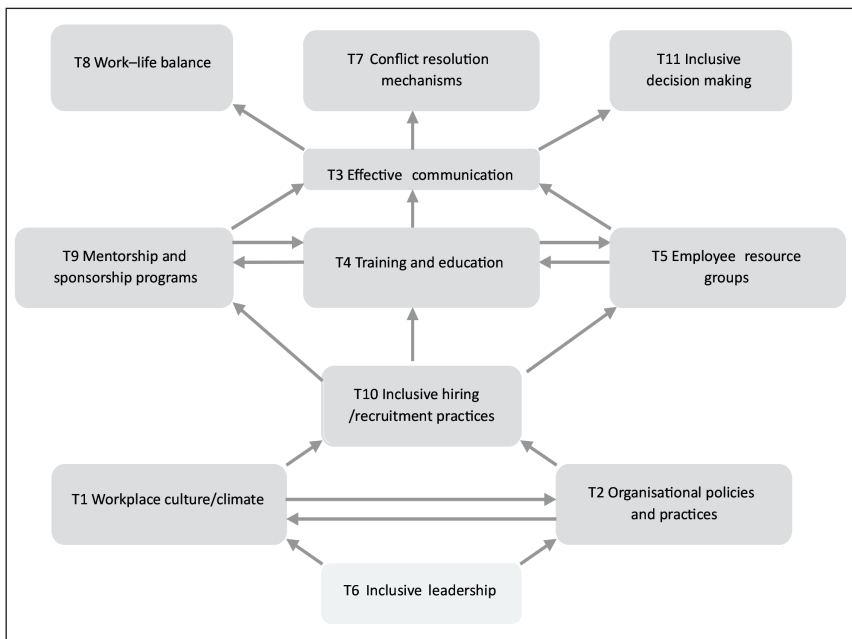 T8 Work–life balance
T7 Conflict resolution
mechanisms
T11 Inclusive
decision making
T3 Effective communication
T9 Mentorship and
sponsorship programs
T4 Training and education
T5 Employee resource
groups
T10 Inclusive hiring
/recruitment practices
T1 Workplace culture/climate
T2 Organisational policies
and practices
T6 Inclusive leadership